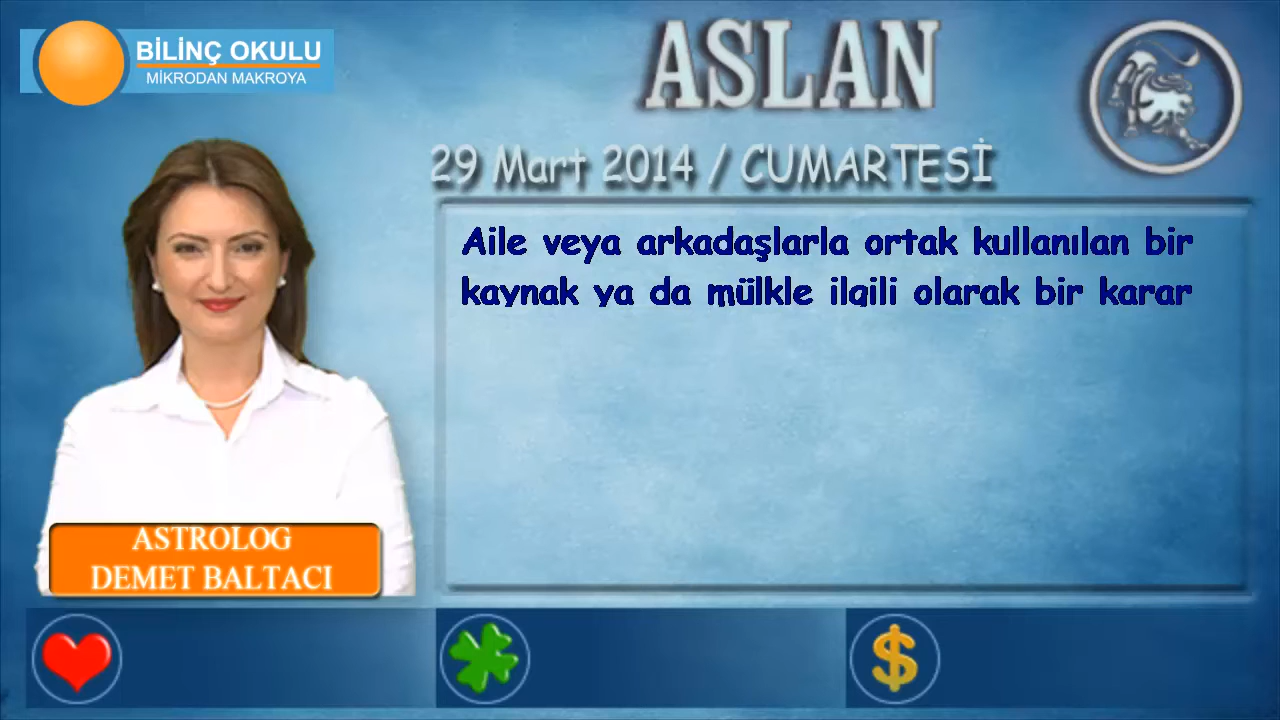 BİLİNÇ OKULU
MİKRODAN MAKROYA
ASLAN
29 Mart 2014 / CUMARTESİ
Aile veya arkadaşlarla ortak kullanılan bir
kaynak ya da mülkle ilgili olarak bir karar
ASTROLOG
DEMET BALTACI